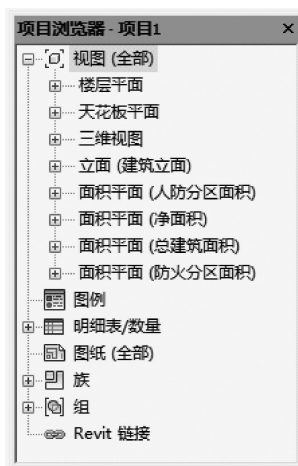 项目浏览器 - 项目1
视图 (全部)
楼层平面
天花板平面
三维视图
立面 (建筑立面)
面积平面 (人防分区面积)
面积平面 (净面积)
面积平面 (总建筑面积)
面积平面 (防火分区面积)
图例
明细表/数量
图纸 (全部)
族
组
Revit 链接